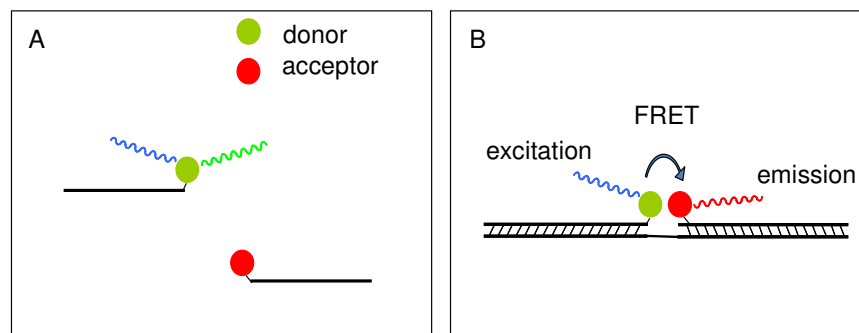 A
donor
acceptor
B
FRET
excitation
emission